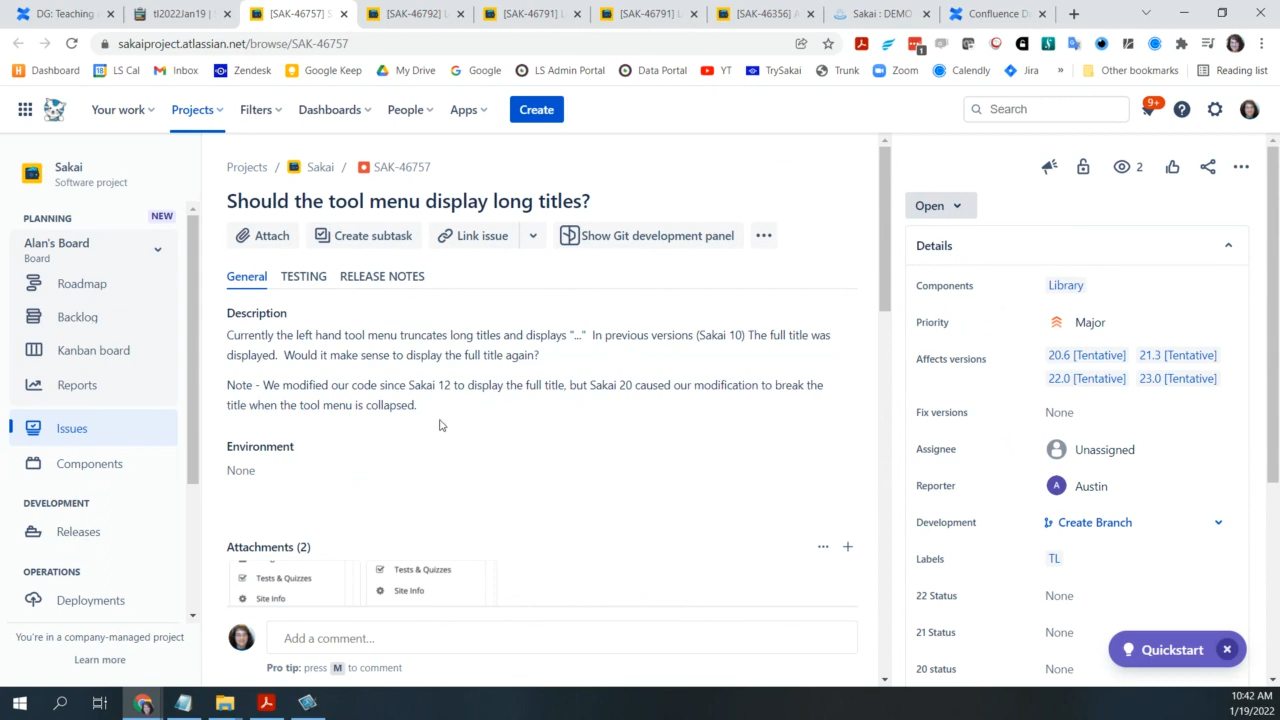 DG: Teaching
tl2022Jan19 |
[SAK-46757] S
[SAK-46792] L
[SAK-46791] L
[SAK-46791] L
[SAK-46356] A
Sakai : DEMO
Confluence Da
sakaiproject.atlassian.net/browse/SAK-46757
1
Dashboard
LS Cal
Inbox
Zendesk
Google Keep
My Drive
Google
LS Admin Portal
Data Portal
YT
TrySakai
Trunk
Zoom
Calendly
Jira
»
Other bookmarks
Reading list
Your work
Projects
Filters
Dashboards
People
Apps
Create
Search
9+
Sakai
Software project
PLANNING
NEW
Alan's Board
Board
Roadmap
Backlog
Kanban board
Reports
Issues
Components
DEVELOPMENT
Releases
OPERATIONS
Deployments
You're in a company-managed project
Learn more
Projects / Sakai / SAK-46757
Should the tool menu display long titles?
Attach
Create subtask
Link issue
Show Git development panel
General
TESTING
RELEASE NOTES
Description
Currently the left hand tool menu truncates long titles and displays "..." In previous versions (Sakai 10) The full title was
displayed. Would it make sense to display the full title again?
Note - We modified our code since Sakai 12 to display the full title, but Sakai 20 caused our modification to break the
title when the tool menu is collapsed.
Environment
None
Attachments (2)
Tests & Quizzes
Site Info
Tests & Quizzes
Site Info
Add a comment...
Pro tip: press M to comment
2
Open
Details
Components
Library
Priority
Major
Affects versions
20.6 [Tentative]
21.3 [Tentative]
22.0 [Tentative]
23.0 [Tentative]
Fix versions
None
Assignee
Unassigned
Reporter
A
Austin
Development
Create Branch
Labels
TL
22 Status
None
21 Status
None
20 status
None
Quickstart
10:42 AM
1/19/2022